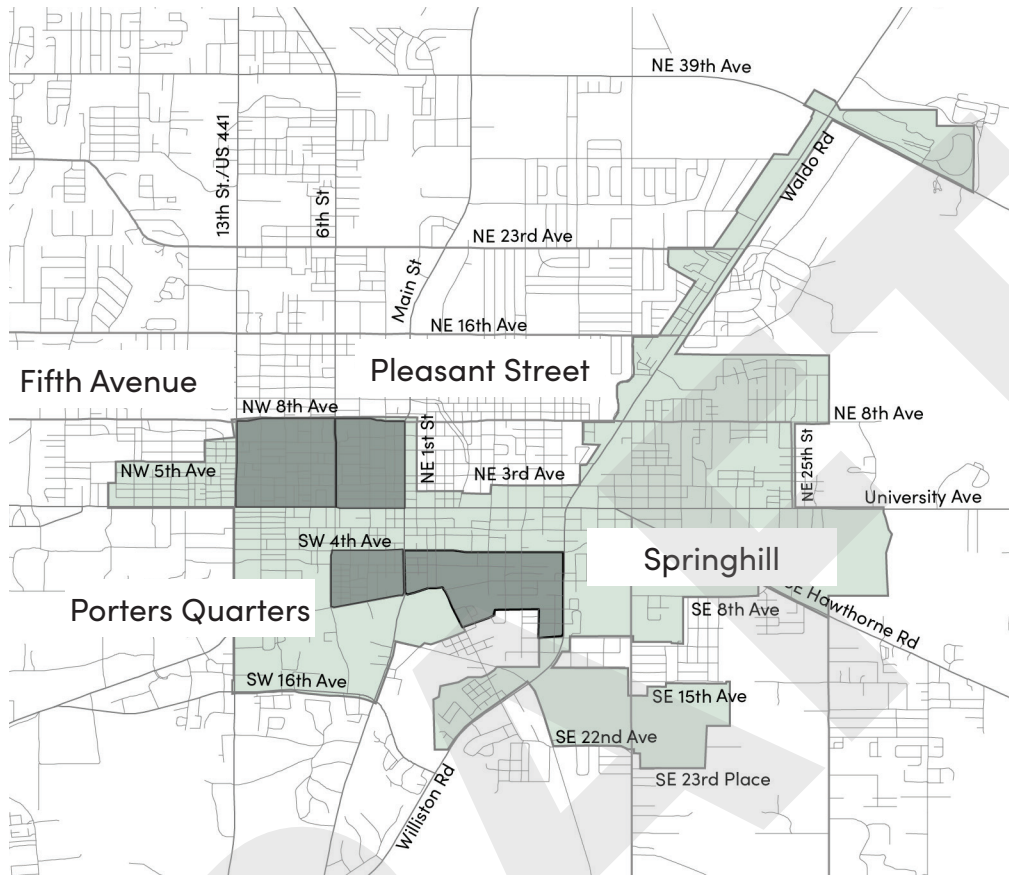 NE 39th Ave
13th St./US 441
6th St
Waldo Rd
NE 23rd Ave
Main St
NE 16th Ave
Fifth Avenue
Pleasant Street
NW 8th Ave
NE 8th Ave
NE 1st St
NE 25th St
NW 5th Ave
NE 3rd Ave
University Ave
SW 4th Ave
Springhill
Porters Quarters
SE 8th Ave
SE Hawthorne Rd
SW 16th Ave
SE 15th Ave
SE 22nd Ave
SE 23rd Place
Williston Rd